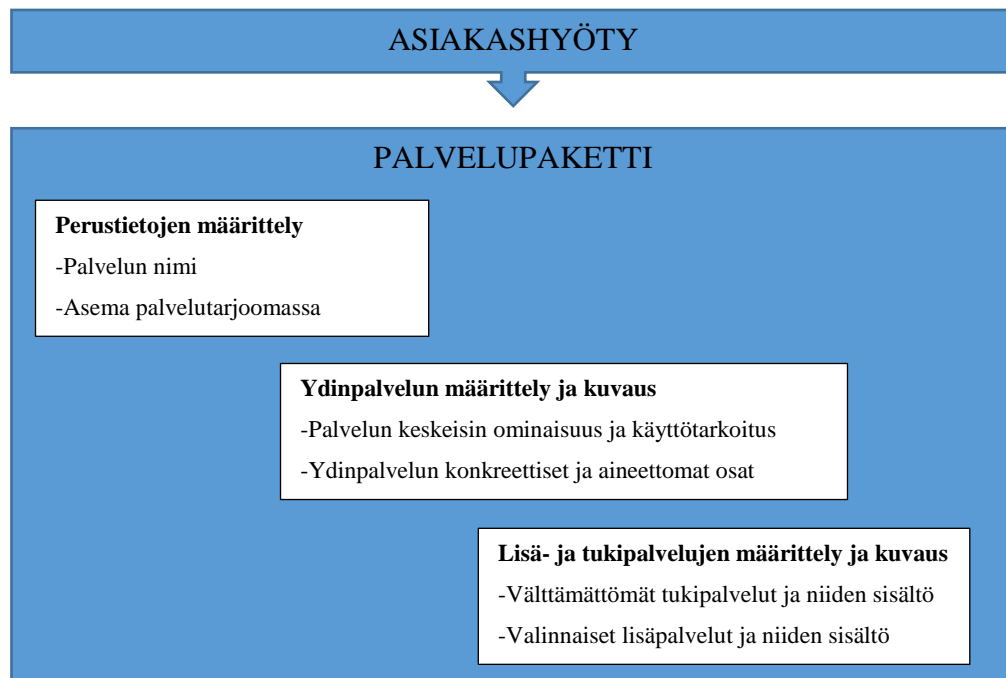 ASIAKASHYÖTY
PALVELUPAKETTI
Perustietojen määrittely
-Palvelun nimi
-Asema palvelutarjoomassa
Ydinpalvelun määrittely ja kuvaus
-Palvelun keskeisin ominaisuus ja käyttötarkoitus
-Ydinpalvelun konkreettiset ja aineettomat osat
Lisä- ja tukipalvelujen määrittely ja kuvaus
-Välttämättömät tukipalvelut ja niiden sisältö
-Valinnaiset lisäpalvelut ja niiden sisältö